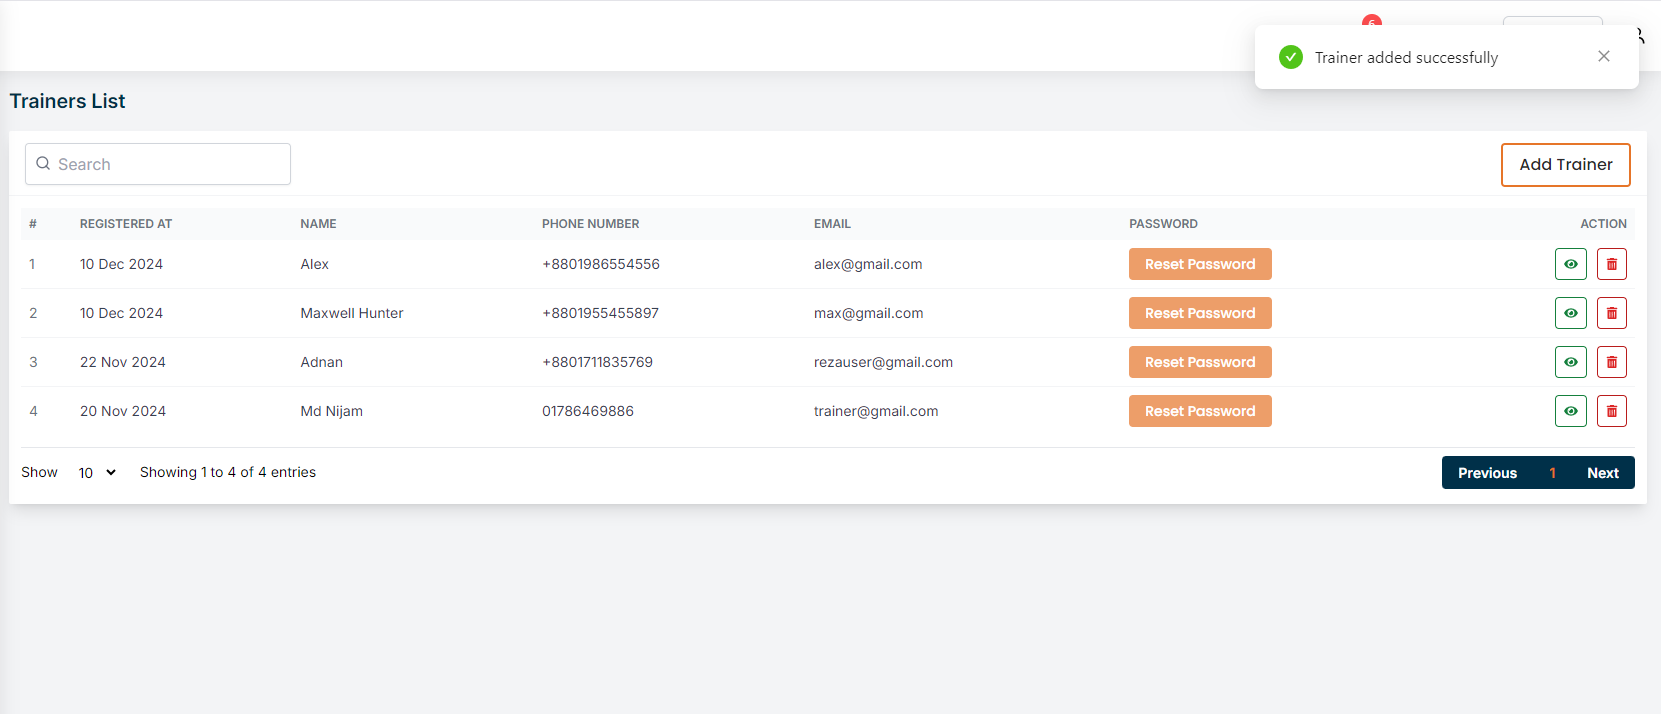 Trainer added successfully
Trainers List
Search
Add Trainer
# REGISTERED AT NAME PHONE NUMBER EMAIL PASSWORD ACTION
1 10 Dec 2024 Alex +8801986554556 alex@gmail.com Reset Password
2 10 Dec 2024 Maxwell Hunter +8801955455897 max@gmail.com Reset Password
3 22 Nov 2024 Adnan +8801711835769 rezauser@gmail.com Reset Password
4 20 Nov 2024 Md Nijam 01786469886 trainer@gmail.com Reset Password
Show 10 Showing 1 to 4 of 4 entries Previous 1 Next